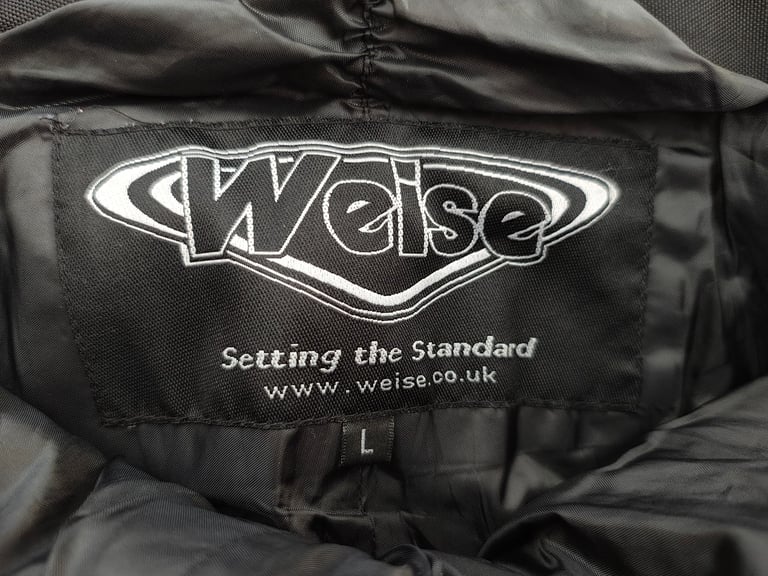 Weise
Setting the Standard
www.weise.co.uk
L